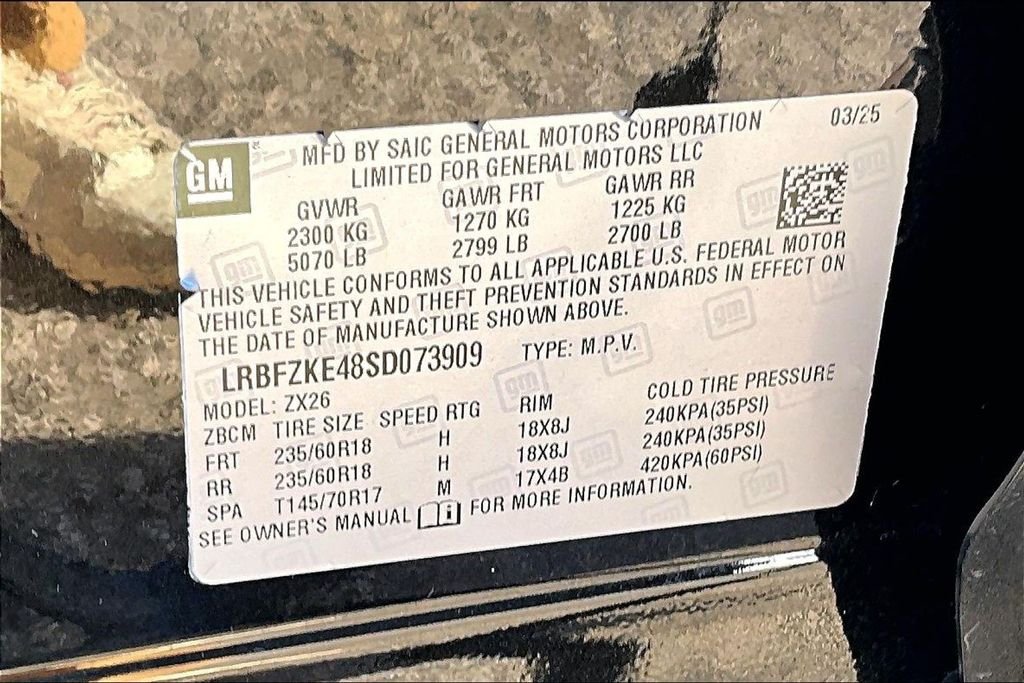 GM
MFD BY SAIC GENERAL MOTORS CORPORATION 03/25
LIMITED FOR GENERAL MOTORS LLC
GVWR GAWR FRT GAWR RR
2300 KG 1270 KG 1225 KG
5070 LB 2799 LB 2700 LB
THIS VEHICLE CONFORMS TO ALL APPLICABLE U.S. FEDERAL MOTOR
VEHICLE SAFETY AND THEFT PREVENTION STANDARDS IN EFFECT ON
THE DATE OF MANUFACTURE SHOWN ABOVE.
LRBFZKE48SD073909 TYPE: M.P.V.
MODEL: ZX26
ZBCM TIRE SIZE SPEED RTG RIM COLD TIRE PRESSURE
FRT 235/60R18 H 18X8J 240KPA(35PSI)
RR 235/60R18 H 18X8J 240KPA(35PSI)
SPA T145/70R17 M 17X4B 420KPA(60PSI)
SEE OWNER'S MANUAL i FOR MORE INFORMATION.